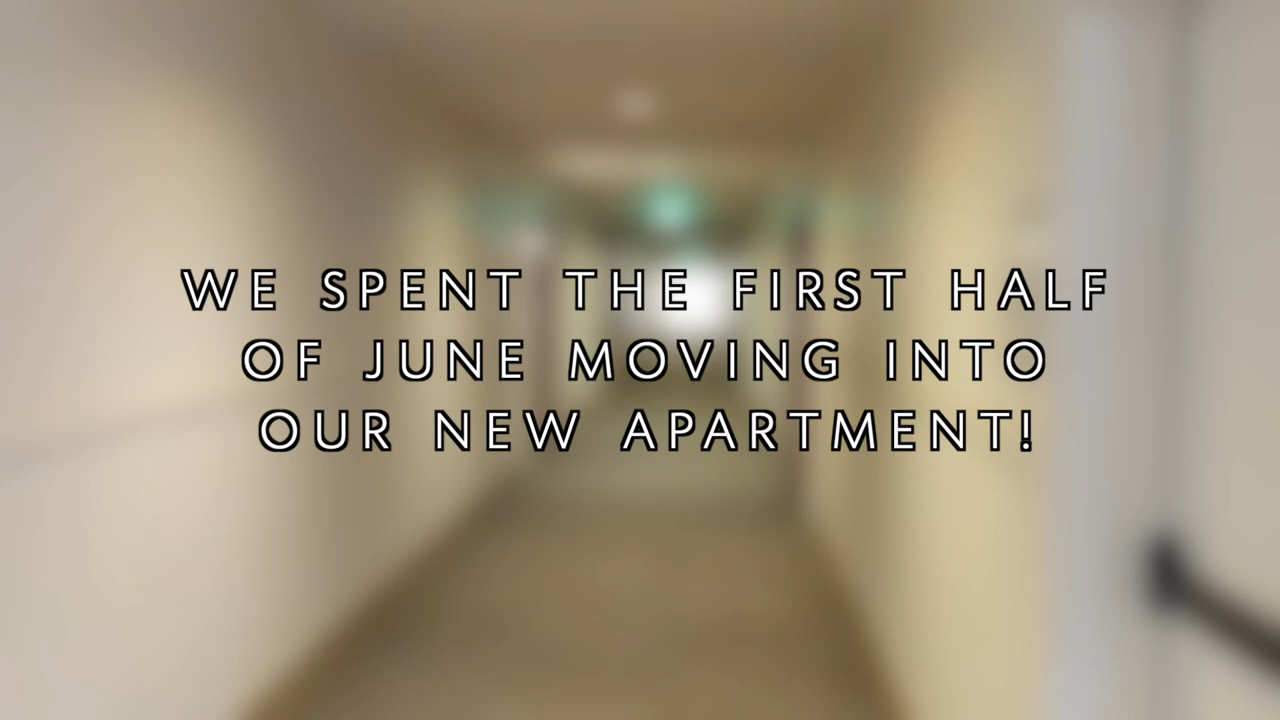 WE SPENT THE FIRST HALF
OF JUNE MOVING INTO
OUR NEW APARTMENT!